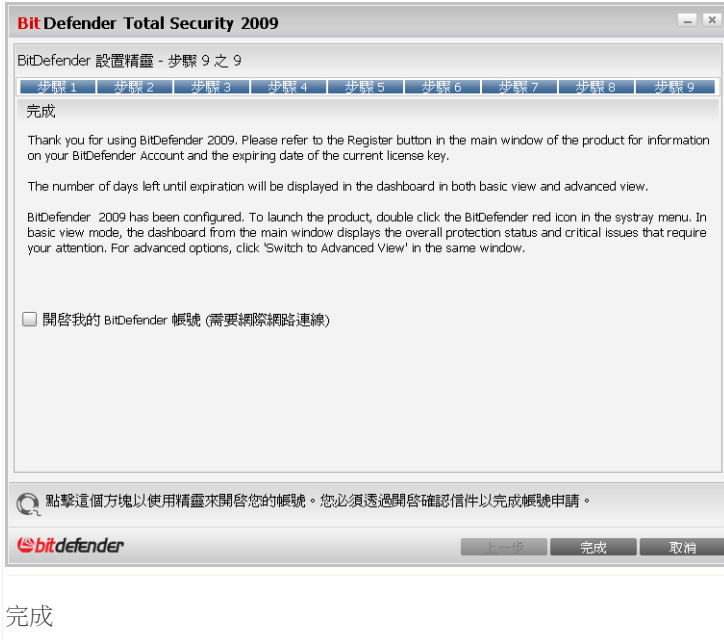 BitDefender Total Security 2009
BitDefender 設置精靈 - 步驟 9 之 9
步驟 1 步驟 2 步驟 3 步驟 4 步驟 5 步驟 6 步驟 7 步驟 8 步驟 9
完成
Thank you for using BitDefender 2009. Please refer to the Register button in the main window of the product for information
on your BitDefender Account and the expiring date of the current license key.
The number of days left until expiration will be displayed in the dashboard in both basic view and advanced view.
BitDefender 2009 has been configured. To launch the product, double click the BitDefender red icon in the systray menu. In
basic view mode, the dashboard from the main window displays the overall protection status and critical issues that require
your attention. For advanced options, click 'Switch to Advanced View' in the same window.
開啓我的 BitDefender 帳號 (需要網際網路連線)
點擊這個方塊以使用精靈來開啓您的帳號。您必須透過開啓確認信件以完成帳號申請。
bitdefender
上一步 完成 取消
完成